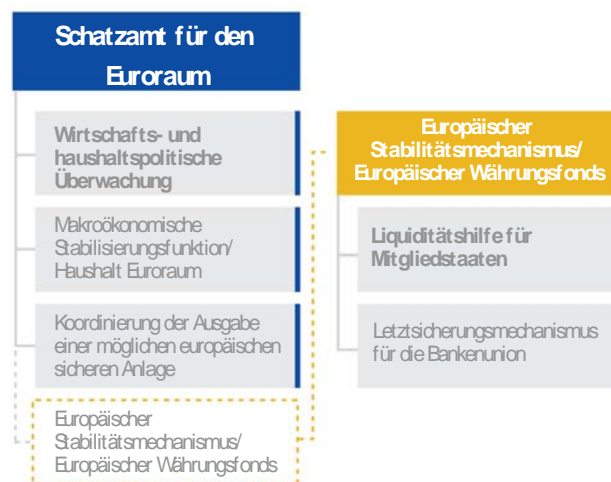 Schatzamt für den
Euroraum
Wirtschafts- und
haushaltspolitische
Überwachung
Makroökonomische
Stabilisierungsfunktion/
Haushalt Euroraum
Koordinierung der Ausgabe
einer möglichen europäischen
sicheren Anlage
Europäischer
Stabilitätsmechanismus/
Europäischer Währungsfonds
Europäischer
Stabilitätsmechanismus/
Europäischer Währungsfonds
Liquiditätshilfe für
Mitgliedstaaten
Letztsicherungsmechanismus
für die Bankenunion